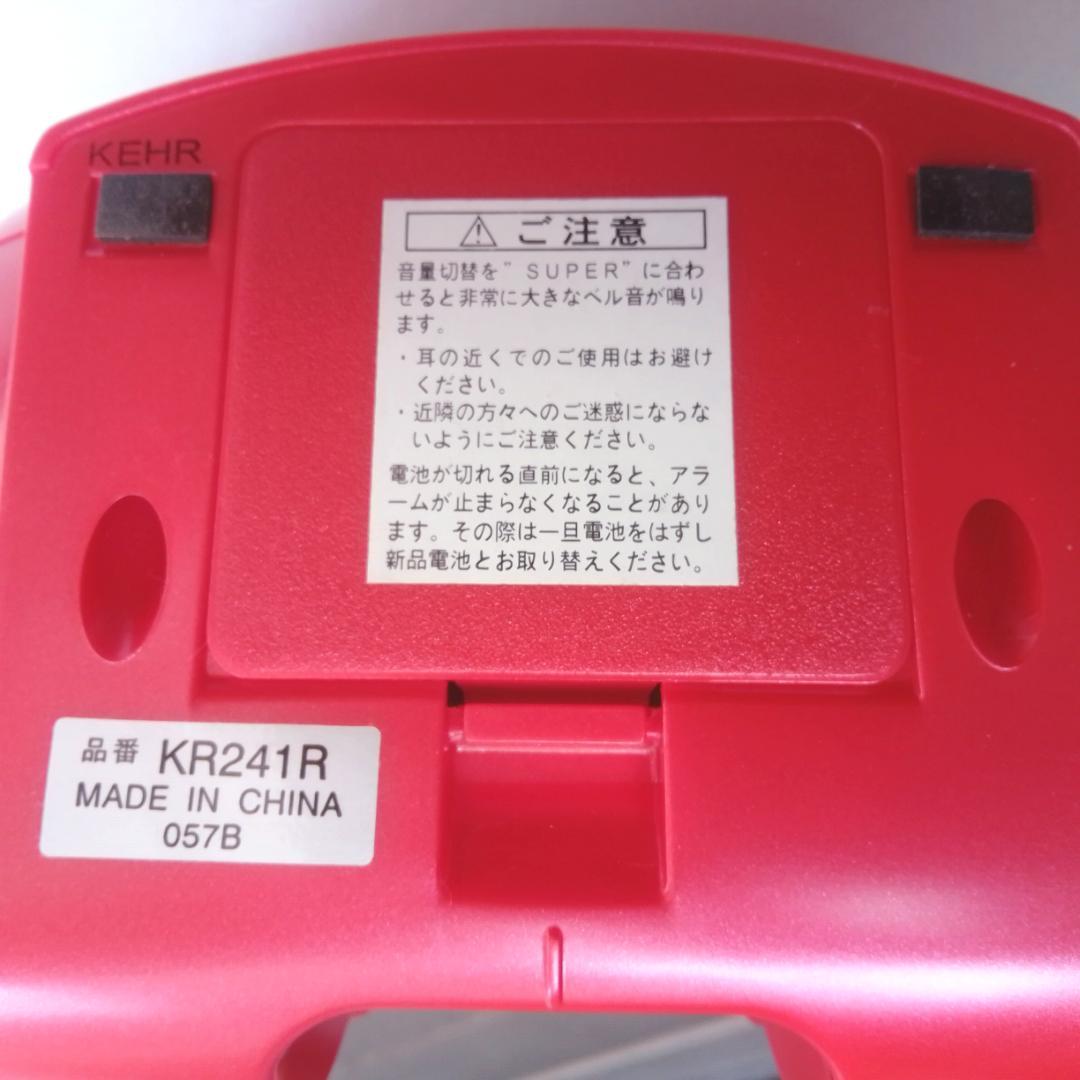 KEHR
⚠ ご注意
音量切替を”SUPER”に合わ
せると非常に大きなベル音が鳴り
ます。
・耳の近くでのご使用はお避け
ください。
・近隣の方々へのご迷惑にならな
いようにご注意ください。
電池が切れる直前になると、アラ
ームが止まらなくなることがあり
ます。その際は一旦電池をはずし
新品電池とお取り替えください。
品番 KR241R
MADE IN CHINA
057B